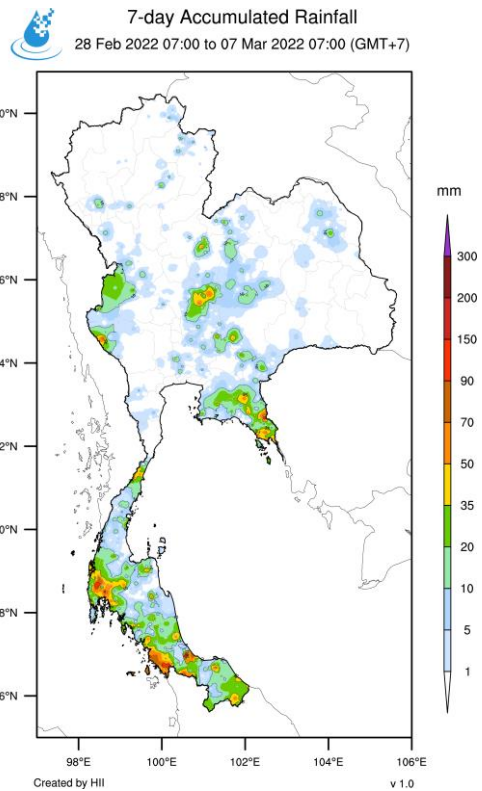 7-day Accumulated Rainfall
28 Feb 2022 07:00 to 07 Mar 2022 07:00 (GMT+7)
0°N
8°N
6°N
4°N
2°N
0°N
8°N
6°N
98°E 100°E 102°E 104°E 106°E
mm
300
200
150
90
70
50
35
20
10
5
1
Created by HII
v 1.0